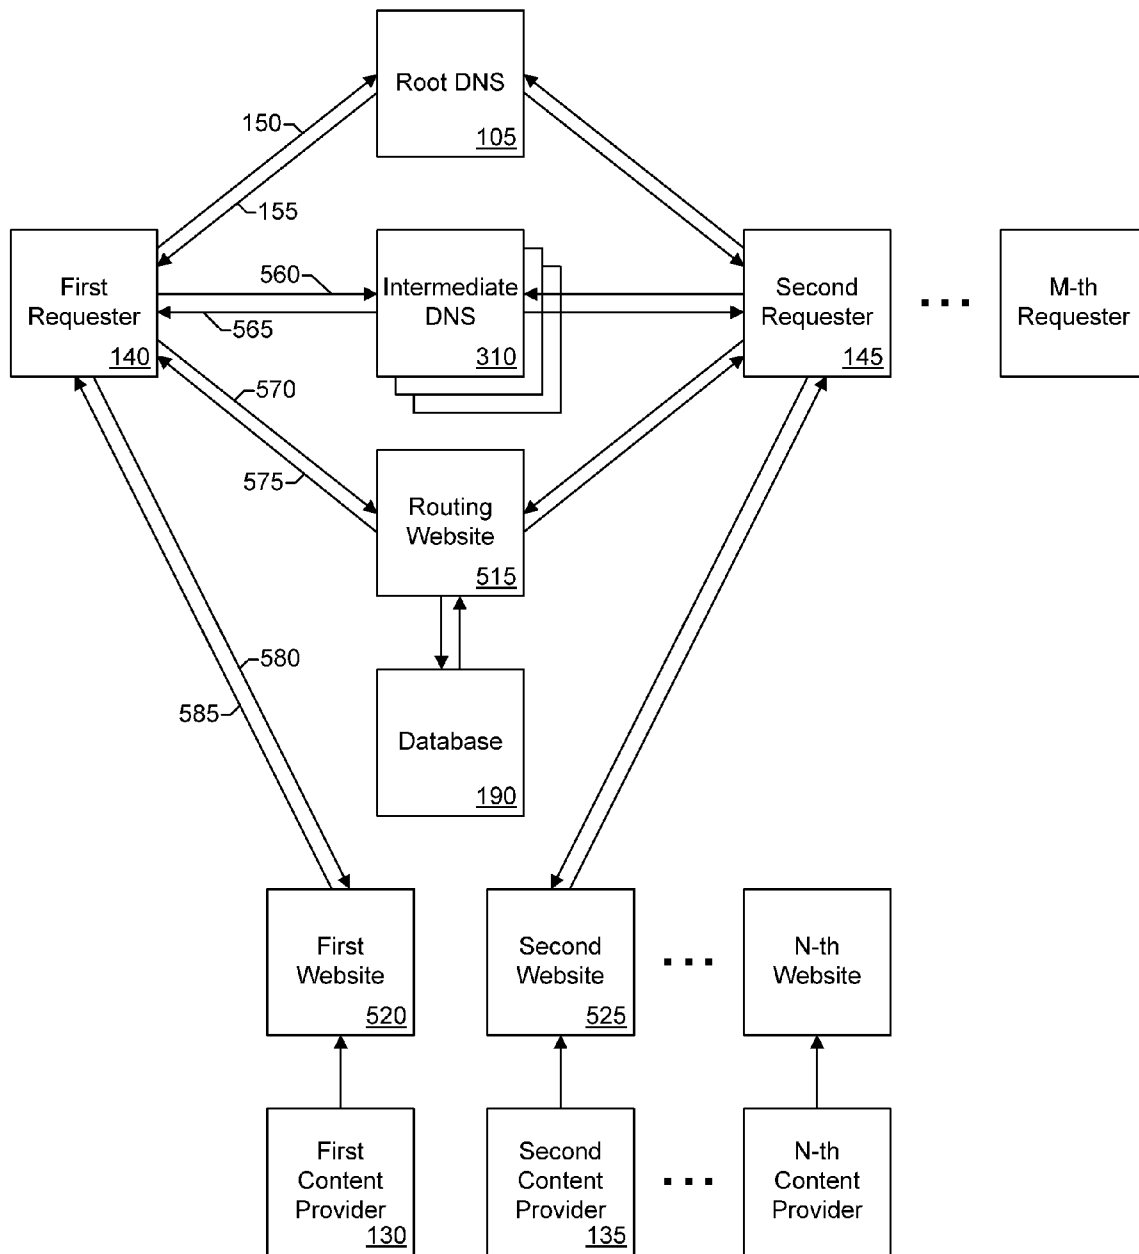 Root DNS
105
150
155
First
Requester
140
560
565
Intermediate
DNS
310
Second
Requester
145
M-th
Requester
570
575
Routing
Website
515
580
585
Database
190
First
Website
520
Second
Website
525
N-th
Website
First
Content
Provider
130
Second
Content
Provider
135
N-th
Content
Provider